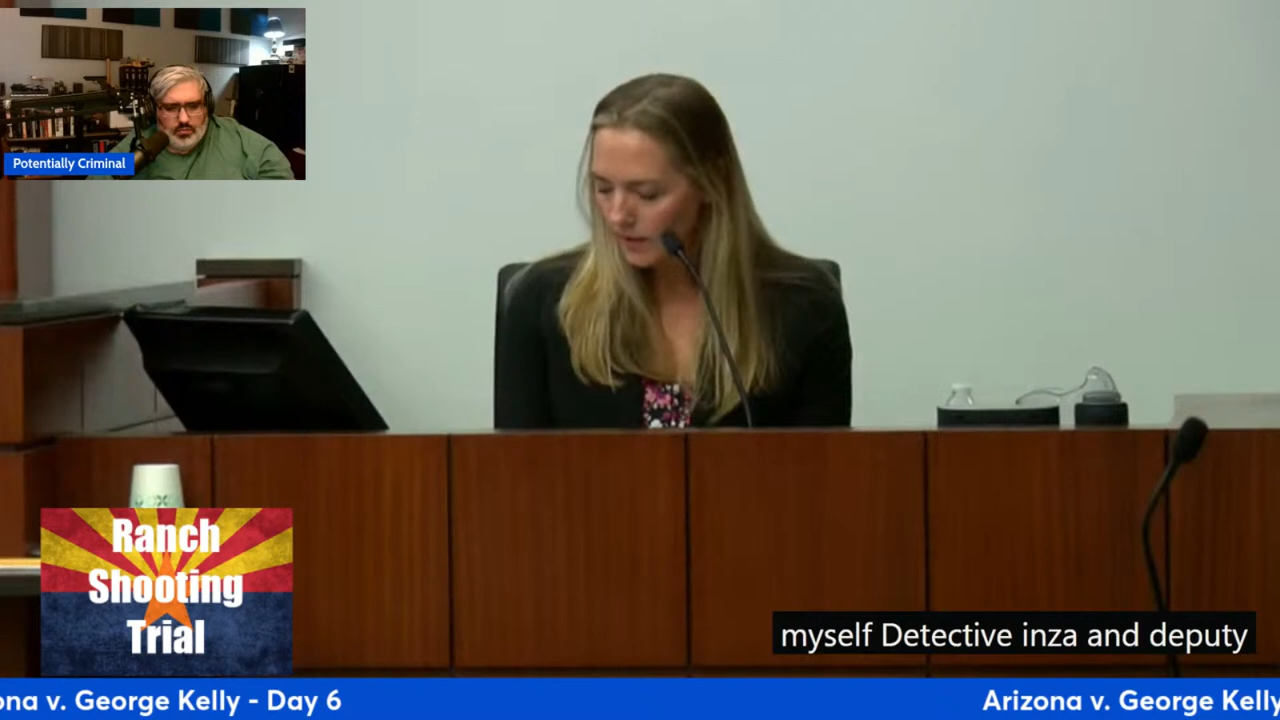 Potentially Criminal
Ranch
Shooting
Trial
myself Detective inza and deputy
ona v. George Kelly - Day 6
Arizona v. George Kelly